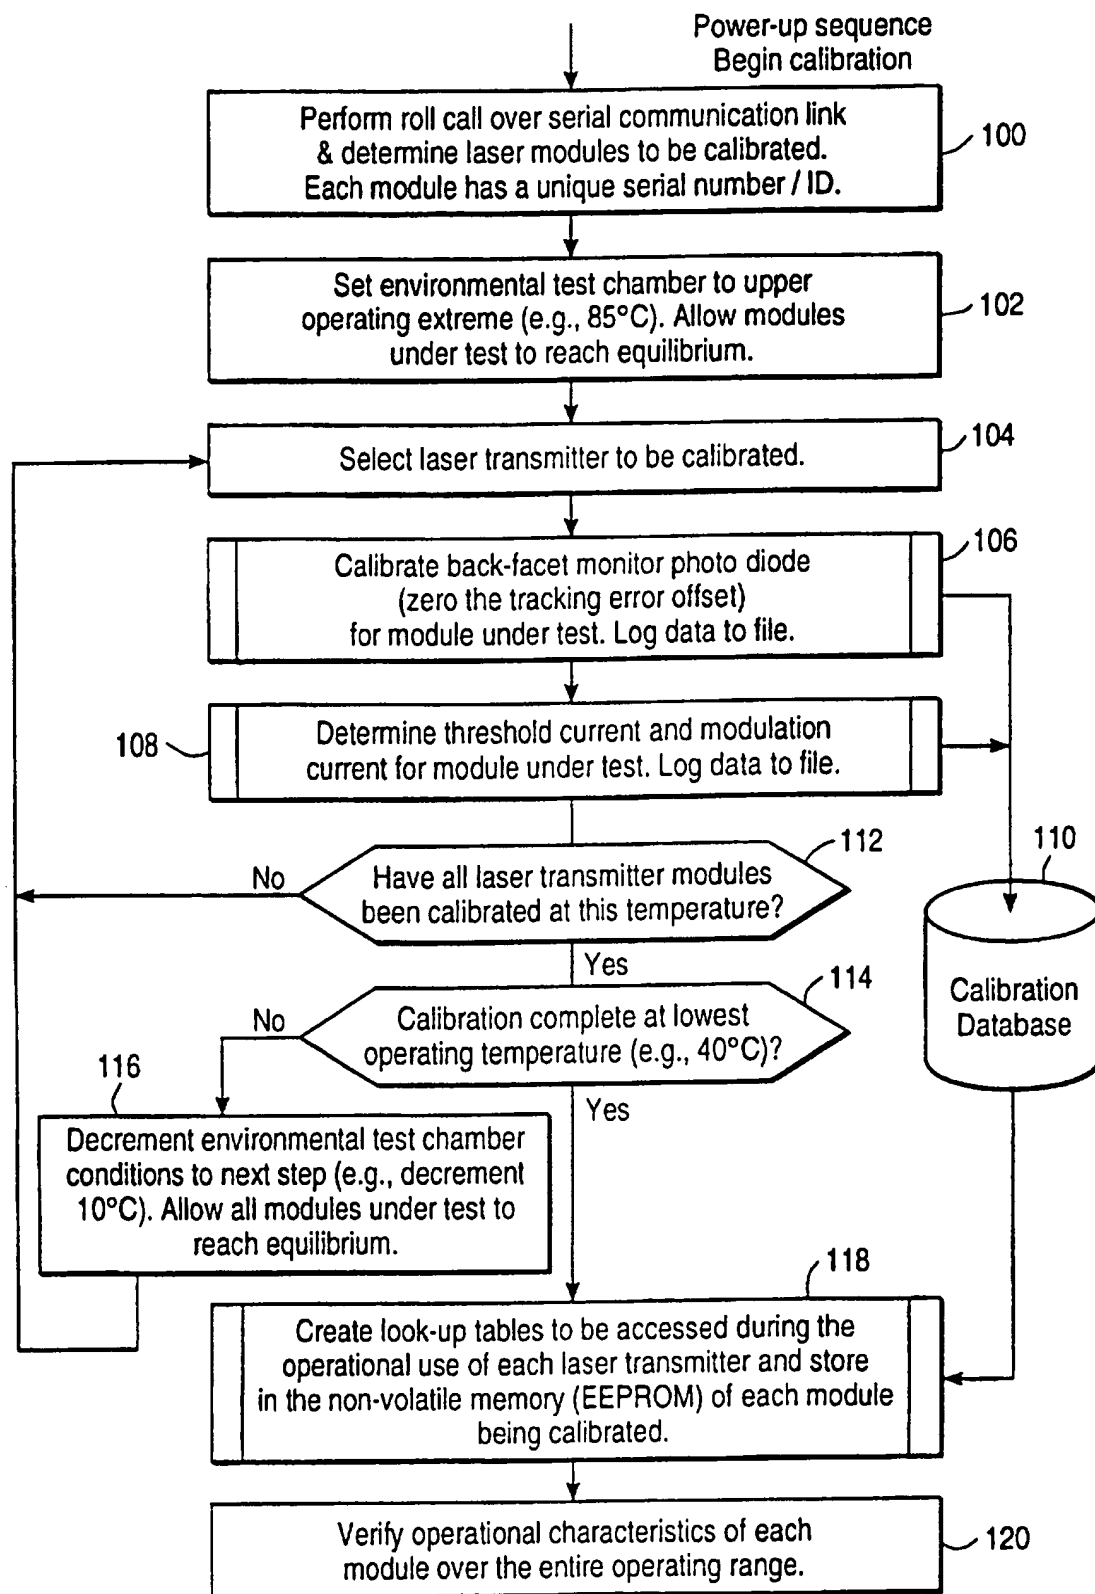 Power-up sequence
Begin calibration
Perform roll call over serial communication link
& determine laser modules to be calibrated.
Each module has a unique serial number / ID.
100
Set environmental test chamber to upper
operating extreme (e.g., 85°C). Allow modules
under test to reach equilibrium.
102
Select laser transmitter to be calibrated.
104
Calibrate back-facet monitor photo diode
(zero the tracking error offset)
for module under test. Log data to file.
106
Determine threshold current and modulation
current for module under test. Log data to file.
108
Have all laser transmitter modules
been calibrated at this temperature?
112
No
Yes
110
Calibration
Database
Calibration complete at lowest
operating temperature (e.g., 40°C)?
114
No
Yes
116
Decrement environmental test chamber
conditions to next step (e.g., decrement
10°C). Allow all modules under test to
reach equilibrium.
118
Create look-up tables to be accessed during the
operational use of each laser transmitter and store
in the non-volatile memory (EEPROM) of each module
being calibrated.
Verify operational characteristics of each
module over the entire operating range.
120